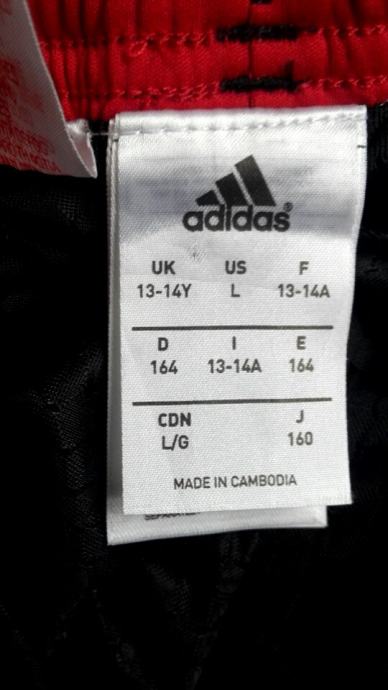 adidas®
UK US F
13-14Y L 13-14A
D I E
164 13-14A 164
CDN J
L/G 160
MADE IN CAMBODIA